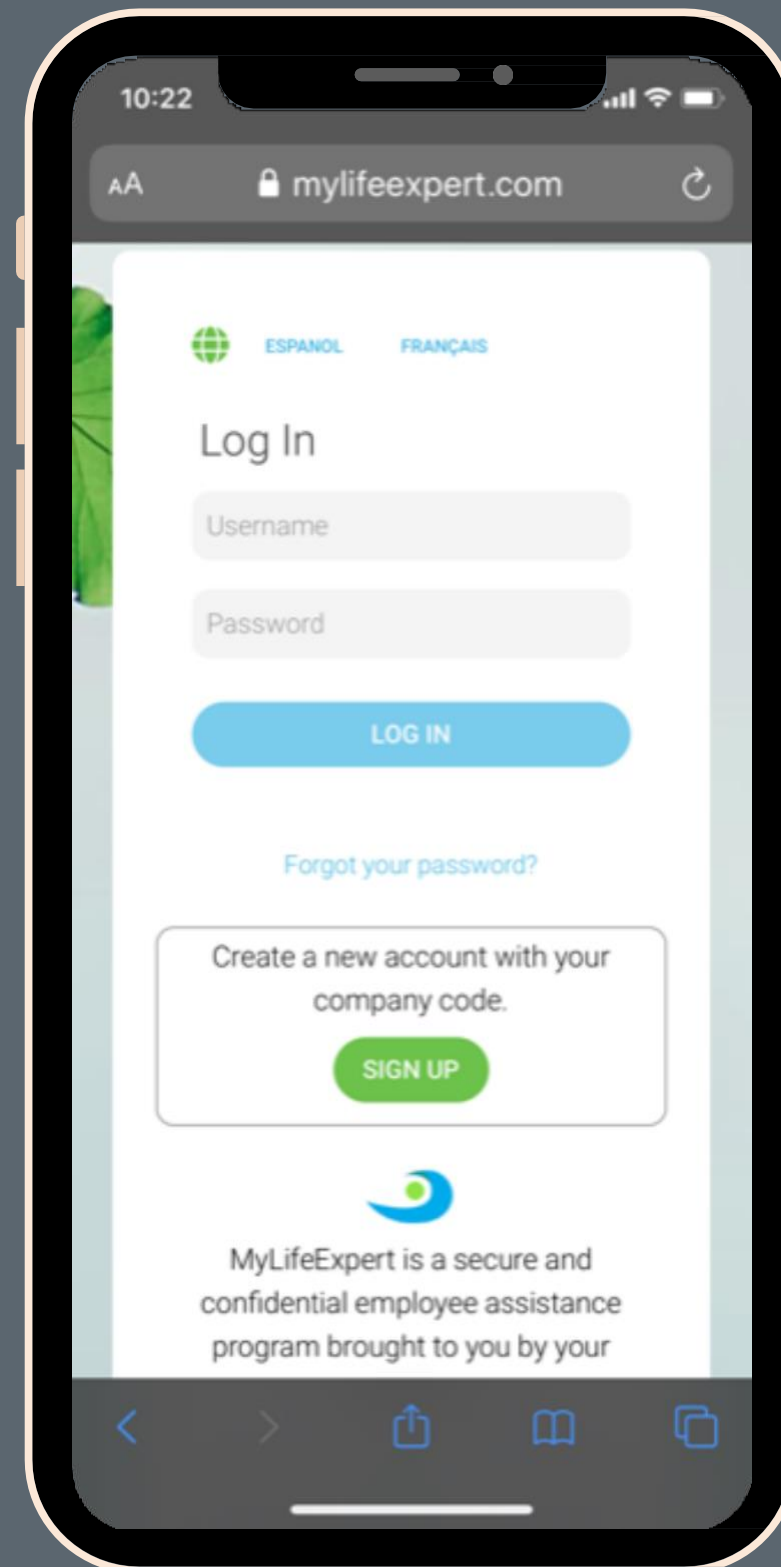 10:22
AA mylifeexpert.com
ESPANOL FRANÇAIS
Log In
Username
Password
LOG IN
Forgot your password?
Create a new account with your
company code.
SIGN UP
MyLifeExpert is a secure and
confidential employee assistance
program brought to you by your